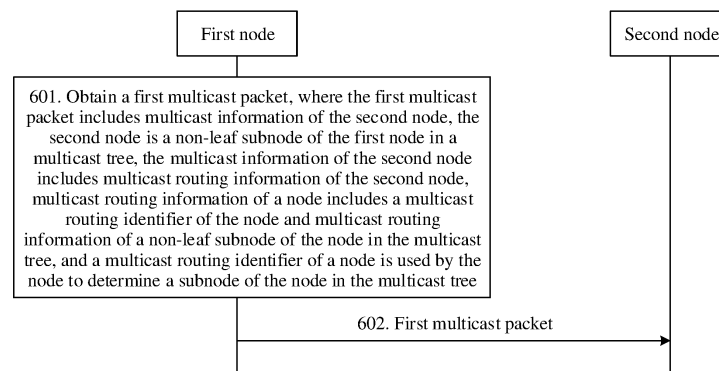 First node
Second node
601. Obtain a first multicast packet, where the first multicast
packet includes multicast information of the second node, the
second node is a non-leaf subnode of the first node in a
multicast tree, the multicast information of the second node
includes multicast routing information of the second node,
multicast routing information of a node includes a multicast
routing identifier of the node and multicast routing
information of a non-leaf subnode of the node in the multicast
tree, and a multicast routing identifier of a node is used by the
node to determine a subnode of the node in the multicast tree
602. First multicast packet